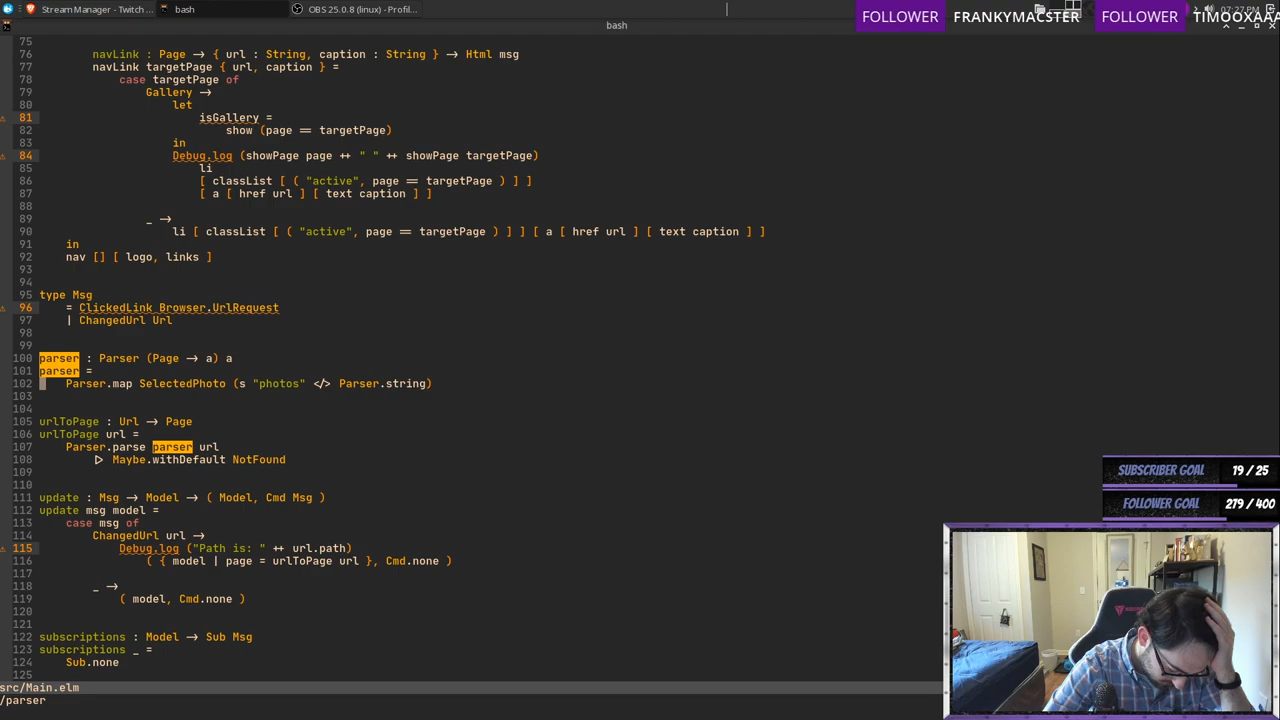 Stream Manager - Twitch
bash
OBS 25.0.8 (linux) - Profil...
07:27 PM
bash
FOLLOWER FRANKYMACSTER FOLLOWER TIMOOXAA
75
76 navLink : Page → { url : String, caption : String } → Html msg
77 navLink targetPage { url, caption } =
78 case targetPage of
79 Gallery →
80 let
81 isGallery =
82 show (page == targetPage)
83 in
84 Debug.log (showPage page ++ " " ++ showPage targetPage)
85 li
86 [ classList [ ( "active", page == targetPage ) ] ]
87 [ a [ href url ] [ text caption ] ]
88
89 _ →
90 li [ classList [ ( "active", page == targetPage ) ] ] [ a [ href url ] [ text caption ] ]
91 in
92 nav [] [ logo, links ]
93
94
95 type Msg
96 = ClickedLink Browser.UrlRequest
97 | ChangedUrl Url
98
99
100 parser : Parser (Page → a) a
101 parser =
102 Parser.map SelectedPhoto (s "photos" </> Parser.string)
103
104
105 urlToPage : Url → Page
106 urlToPage url =
107 Parser.parse parser url
108 ▷ Maybe.withDefault NotFound
109
110
111 update : Msg → Model → ( Model, Cmd Msg )
112 update msg model =
113 case msg of
114 ChangedUrl url →
115 Debug.log ("Path is: " ++ url.path)
116 ( { model | page = urlToPage url }, Cmd.none )
117
118 _ →
119 ( model, Cmd.none )
120
121
122 subscriptions : Model → Sub Msg
123 subscriptions _ =
124 Sub.none
125
src/Main.elm
/parser
SUBSCRIBER GOAL 19 / 25
FOLLOWER GOAL 279 / 400